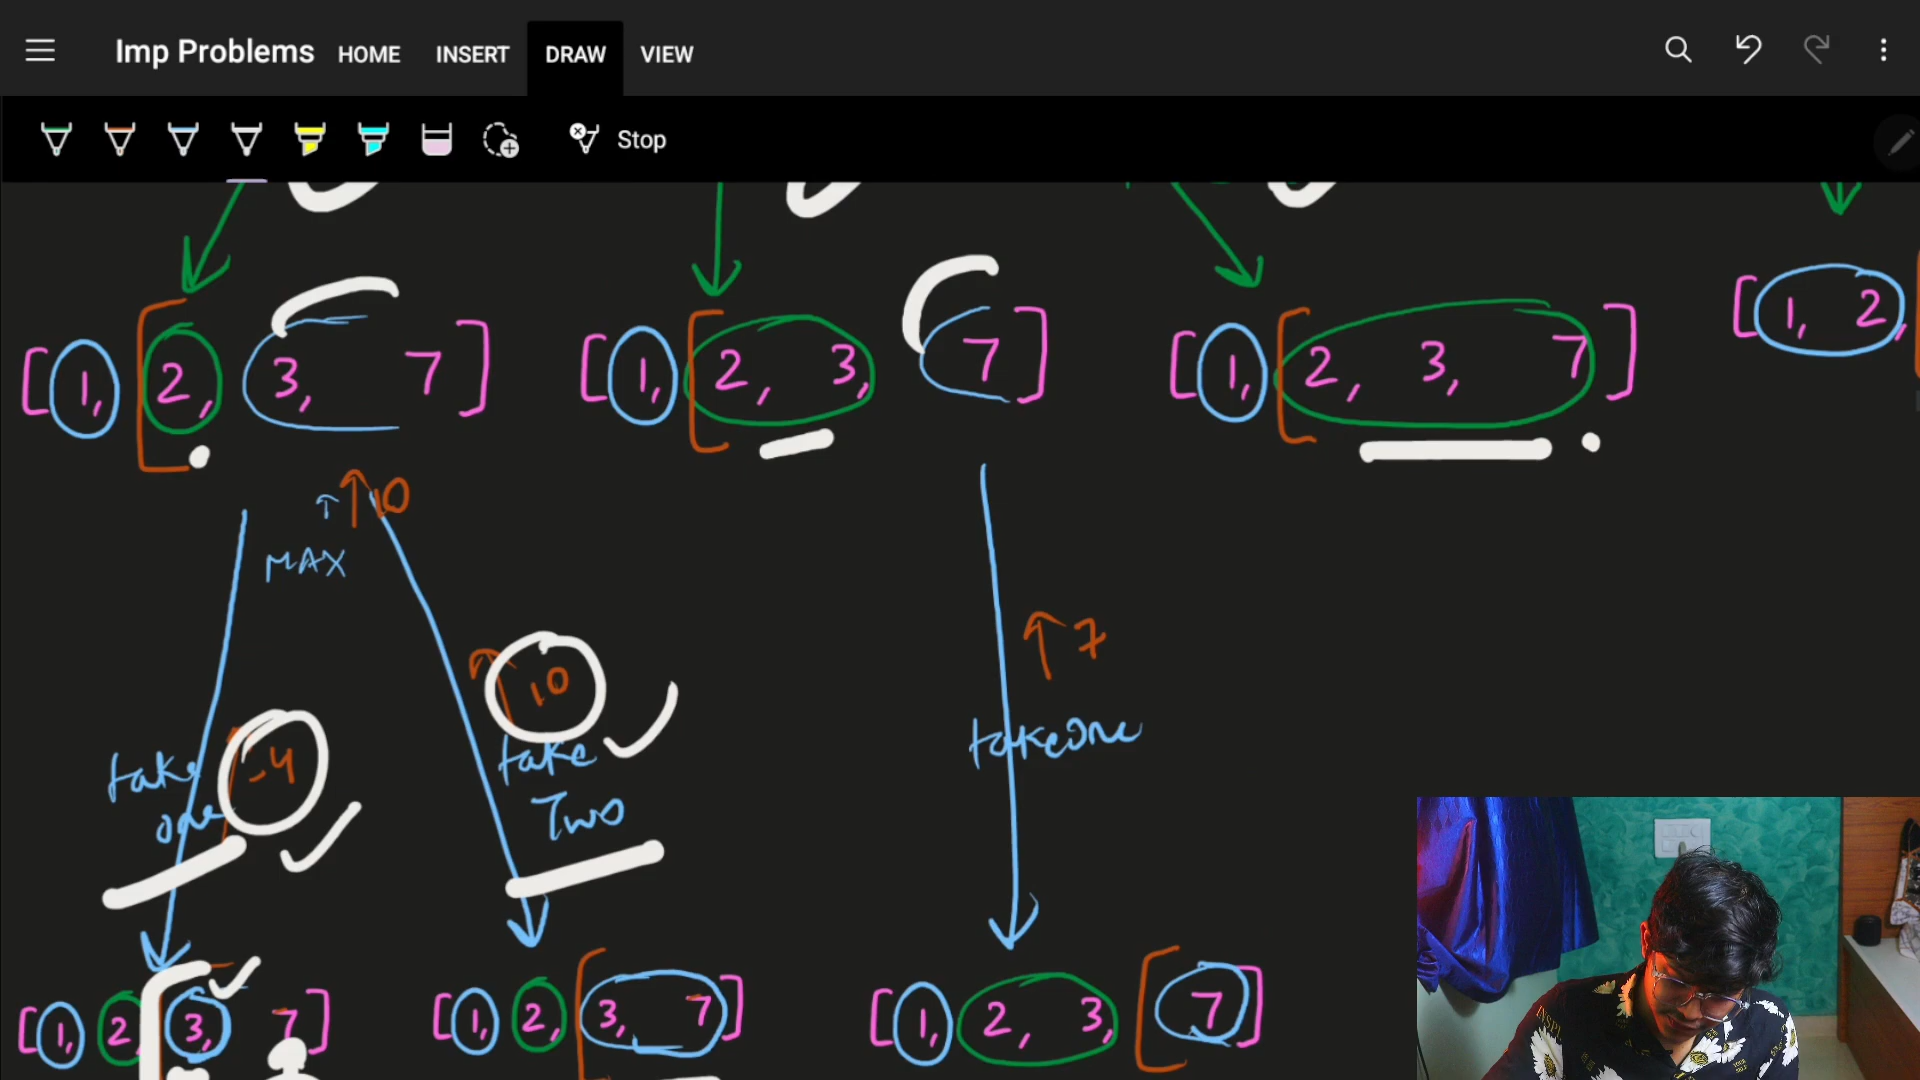 Imp Problems HOME INSERT DRAW VIEW
Stop
[1, [2, 3, 7]
[1, [2, 3, 7]
[1, [2, 3, 7]
[1, 2,
↑ ↑10
MAX
↑7
↑10
take one
-4
take Two
takeone
[1, 2, 3, 7]
[1, 2, [3, 7]
[1, 2, 3, [7]